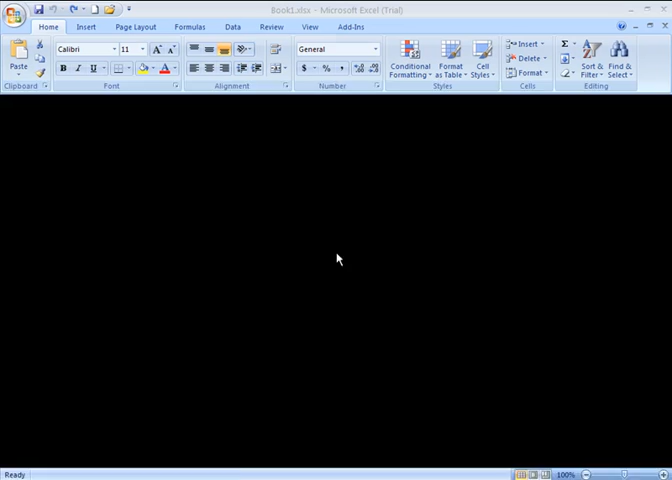 Book1.xlsx - Microsoft Excel (Trial)
Home Insert Page Layout Formulas Data Review View Add-Ins
Paste
Calibri 11
B I U
A A
General
$ % ,
Conditional Formatting
Format as Table
Cell Styles
Insert
Delete
Format
Σ
Sort & Filter
Find & Select
Clipboard Font Alignment Number Styles Cells Editing
Ready 100%